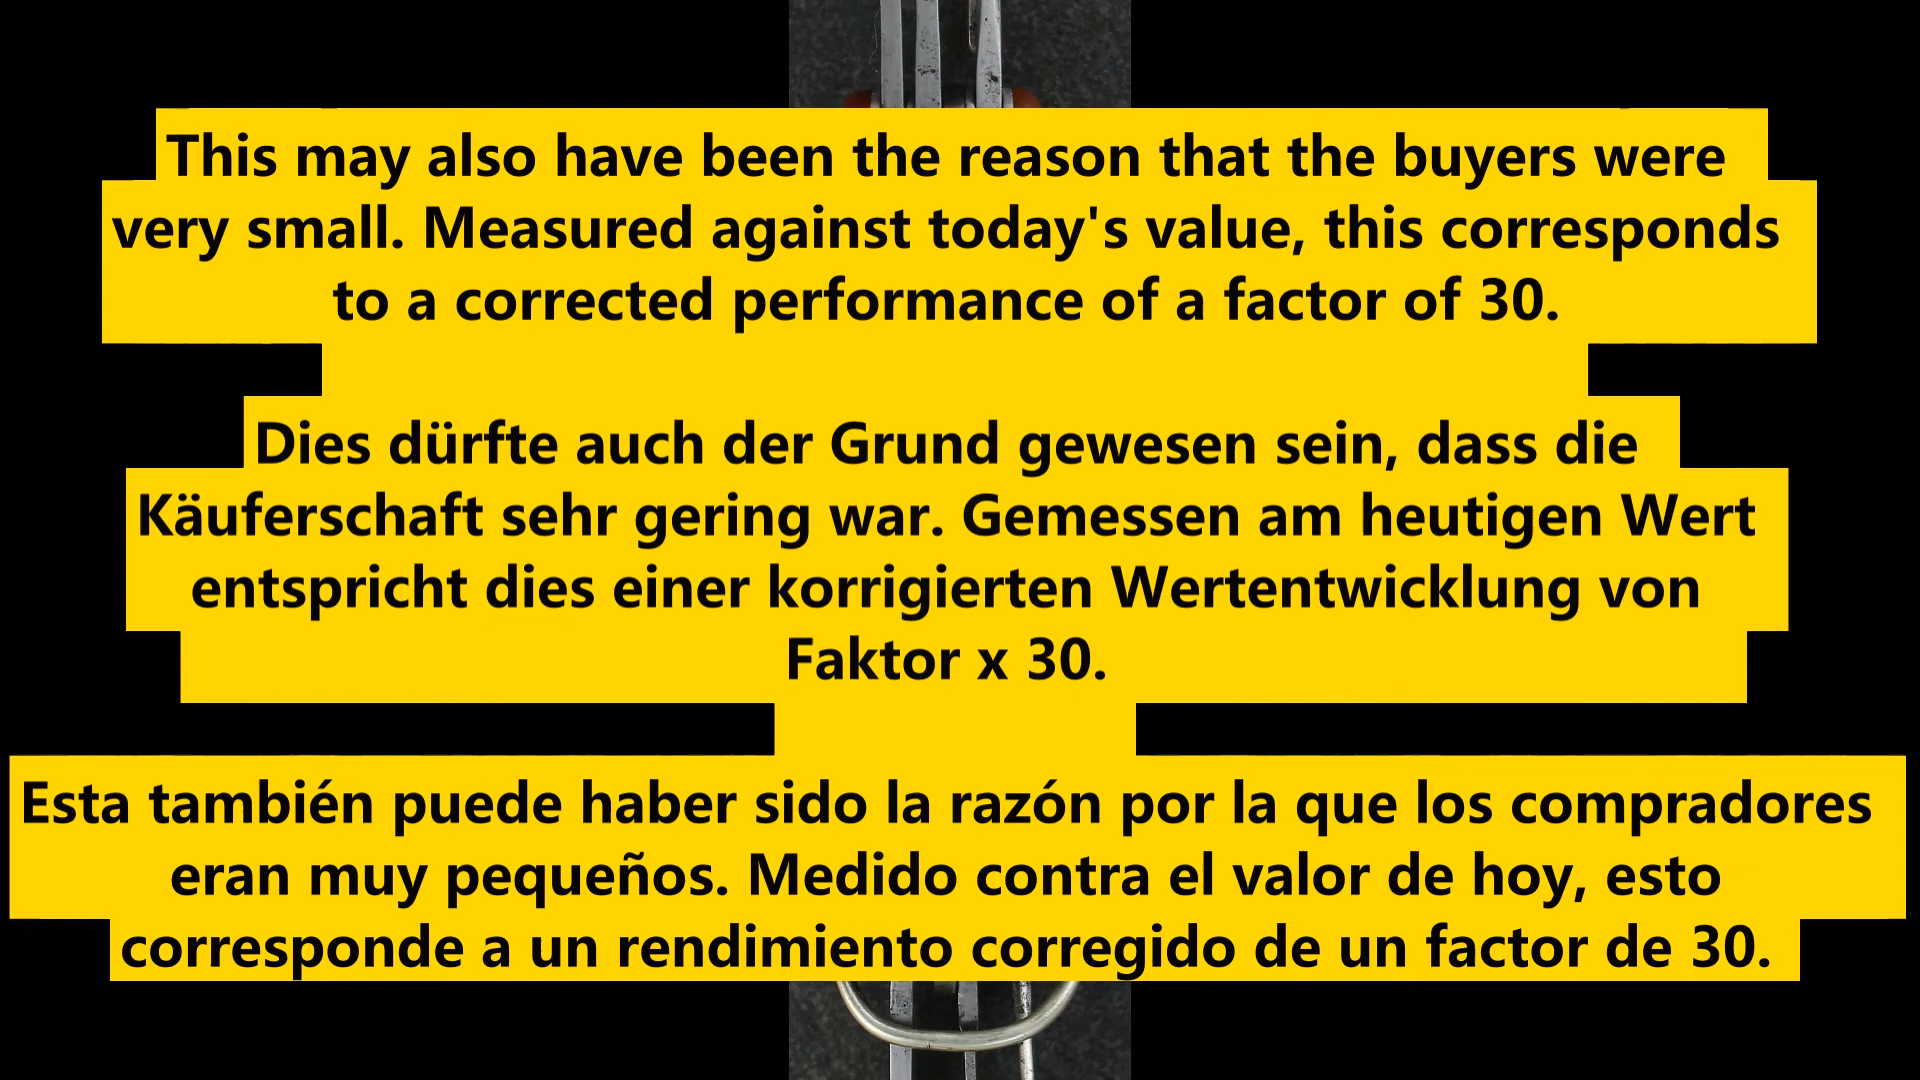 This may also have been the reason that the buyers were
very small. Measured against today's value, this corresponds
to a corrected performance of a factor of 30.
Dies dürfte auch der Grund gewesen sein, dass die
Käuferschaft sehr gering war. Gemessen am heutigen Wert
entspricht dies einer korrigierten Wertentwicklung von
Faktor x 30.
Esta también puede haber sido la razón por la que los compradores
eran muy pequeños. Medido contra el valor de hoy, esto
corresponde a un rendimiento corregido de un factor de 30.